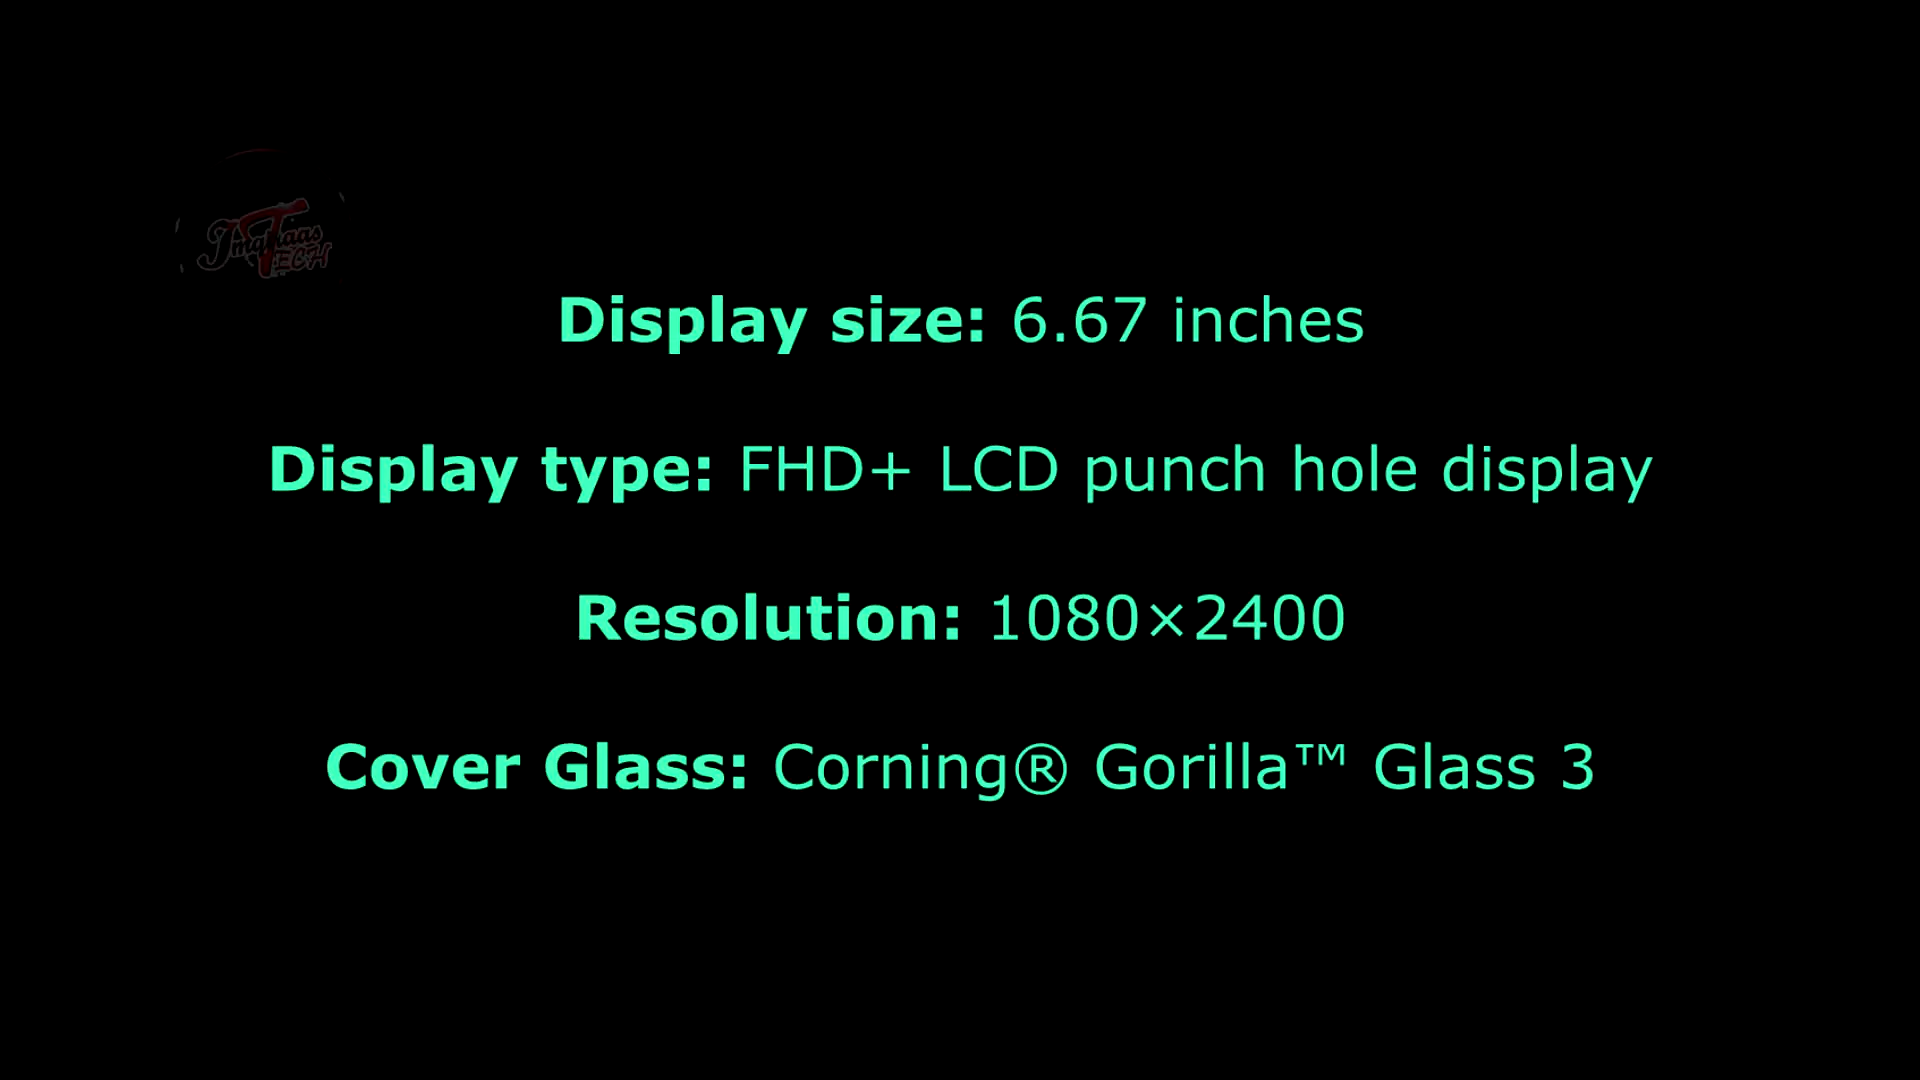 Display size: 6.67 inches
Display type: FHD+ LCD punch hole display
Resolution: 1080×2400
Cover Glass: Corning® Gorilla™ Glass 3